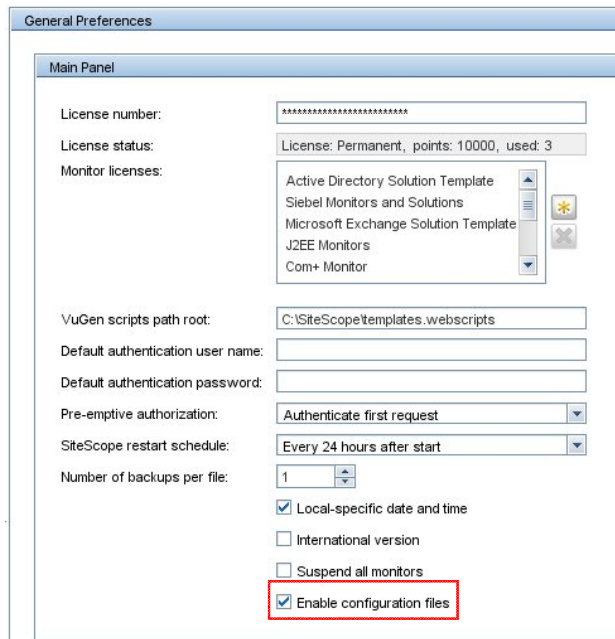 General Preferences
Main Panel
License number: *************************
License status: License: Permanent, points: 10000, used: 3
Monitor licenses:
Active Directory Solution Template
Siebel Monitors and Solutions
Microsoft Exchange Solution Template
J2EE Monitors
Com+ Monitor
VuGen scripts path root: C:\SiteScope\templates.webscripts
Default authentication user name:
Default authentication password:
Pre-emptive authorization: Authenticate first request
SiteScope restart schedule: Every 24 hours after start
Number of backups per file: 1
Local-specific date and time
International version
Suspend all monitors
Enable configuration files